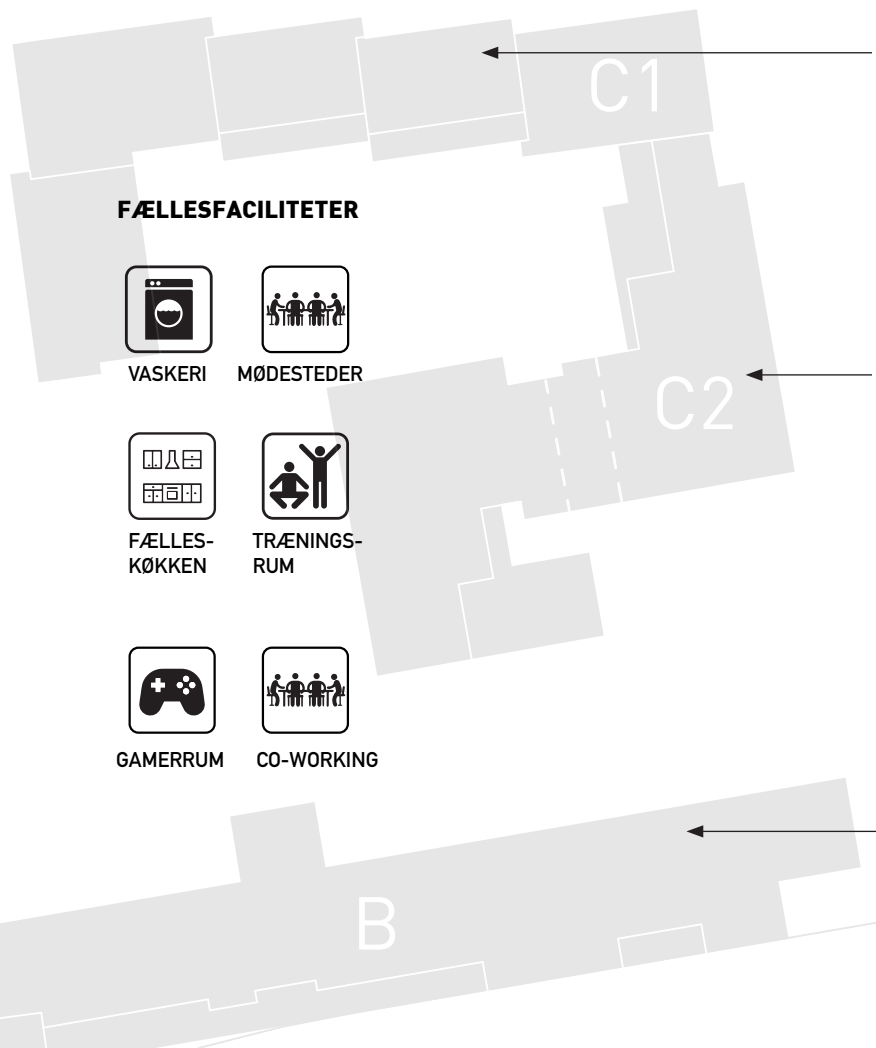 C1
FÆLLESFACILITETER
VASKERI
MØDESTEDER
C2
FÆLLES-
KØKKEN
TRÆNINGS-
RUM
GAMERRUM
CO-WORKING
B